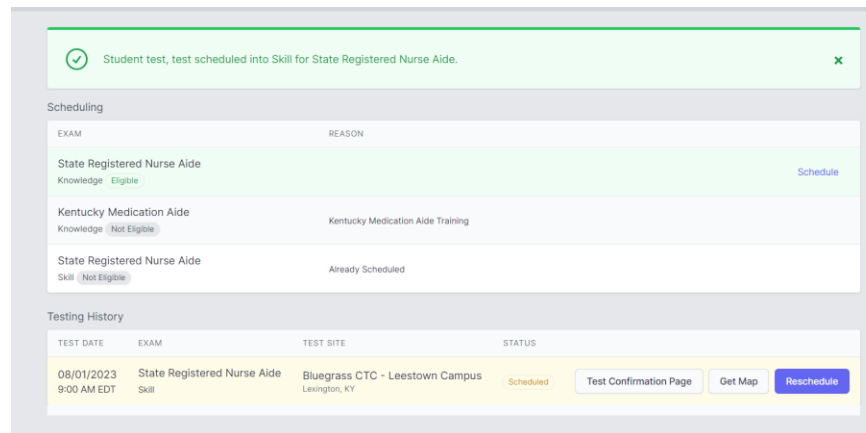 Student test, test scheduled into Skill for State Registered Nurse Aide.
Scheduling
EXAM REASON
State Registered Nurse Aide
Knowledge Eligible
Schedule
Kentucky Medication Aide
Knowledge Not Eligible
Kentucky Medication Aide Training
State Registered Nurse Aide
Skill Not Eligible
Already Scheduled
Testing History
TEST DATE EXAM TEST SITE STATUS
08/01/2023 State Registered Nurse Aide Bluegrass CTC - Leestown Campus
9:00 AM EDT Skill Lexington, KY
Scheduled Test Confirmation Page Get Map Reschedule